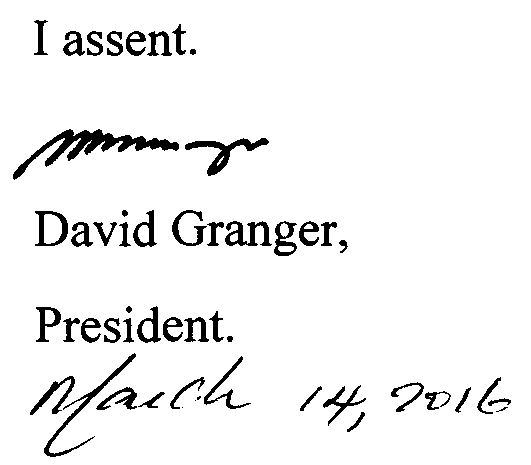 I assent.
David Granger,
President.
March 14, 2016